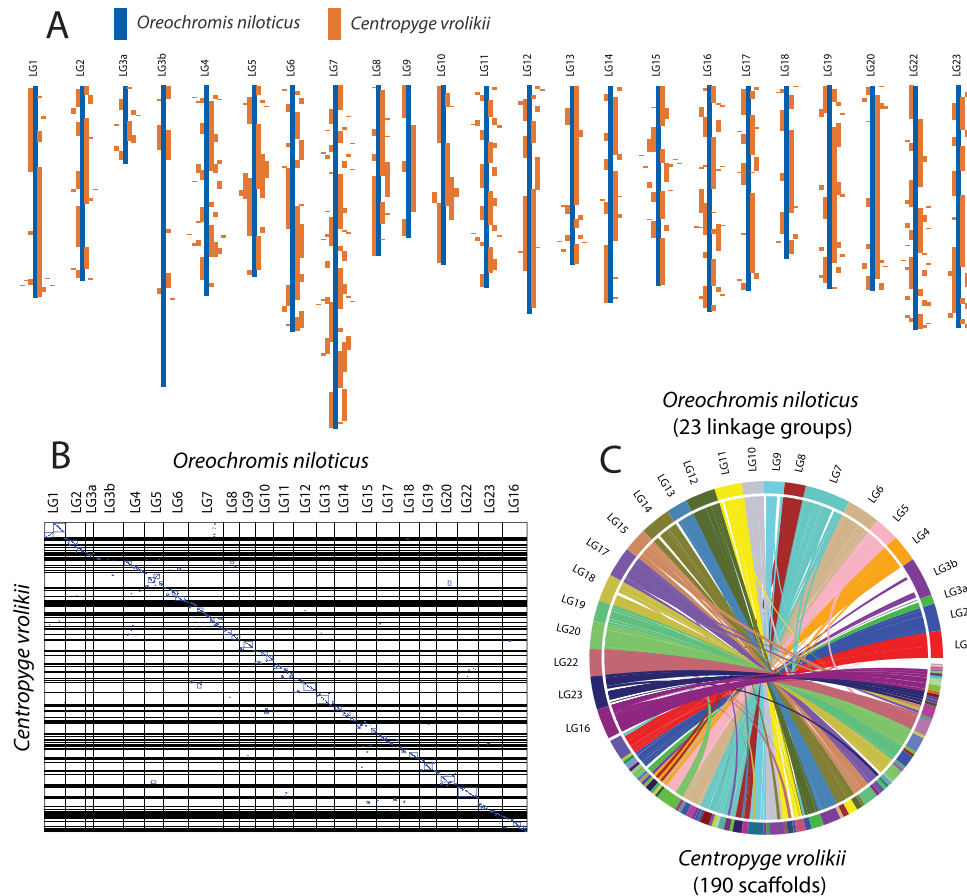 A
Oreochromis niloticus
Centropyge vrolikii
LG1 LG2 LG3a LG3b LG4 LG5 LG6 LG7 LG8 LG9 LG10 LG11 LG12 LG13 LG14 LG15 LG16 LG17 LG18 LG19 LG20 LG22 LG23
B
Oreochromis niloticus
LG1 LG2 LG3a LG3b LG4 LG5 LG6 LG7 LG8 LG9 LG10 LG11 LG12 LG13 LG14 LG15 LG17 LG18 LG19 LG20 LG22 LG23 LG16
Centropyge vrolikii
Oreochromis niloticus
(23 linkage groups)
C
LG16
LG23
LG22
LG20
LG19
LG18
LG17
LG15
LG14
LG13
LG12
LG11
LG10
LG9
LG8
LG7
LG6
LG5
LG4
LG3b
LG3a
LG2
LG
Centropyge vrolikii
(190 scaffolds)